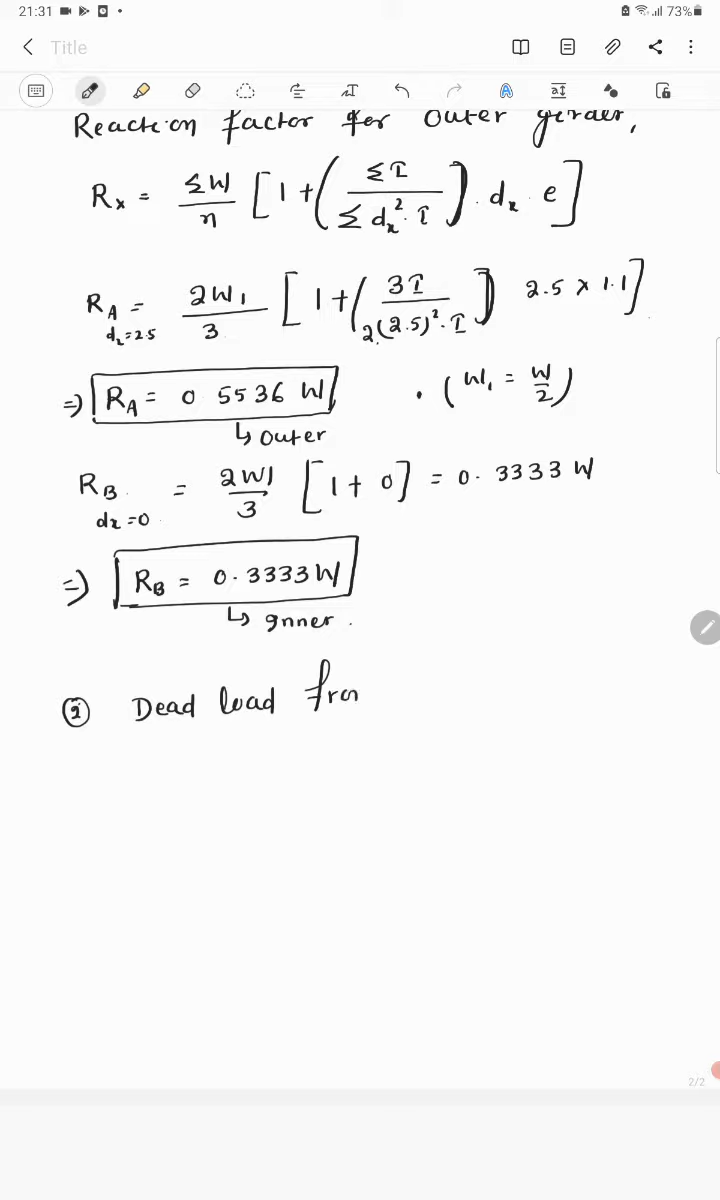 21:31 73%
Title
Reaction factor for Outer girder,
Rx = ΣW/n [1 + (ΣI / Σdx²·I) · dx · e]
RA = 2W1/3 [1 + (3I / 2(2.5)²·I) 2.5 x 1.1]
dx=2.5
=> RA = 0 5536 W . (W1 = W/2)
↳ outer
RB = 2W1/3 [1 + 0] = 0.3333 W
dx=0
=> RB = 0.3333 W
↳ Inner.
② Dead load fro
2/2